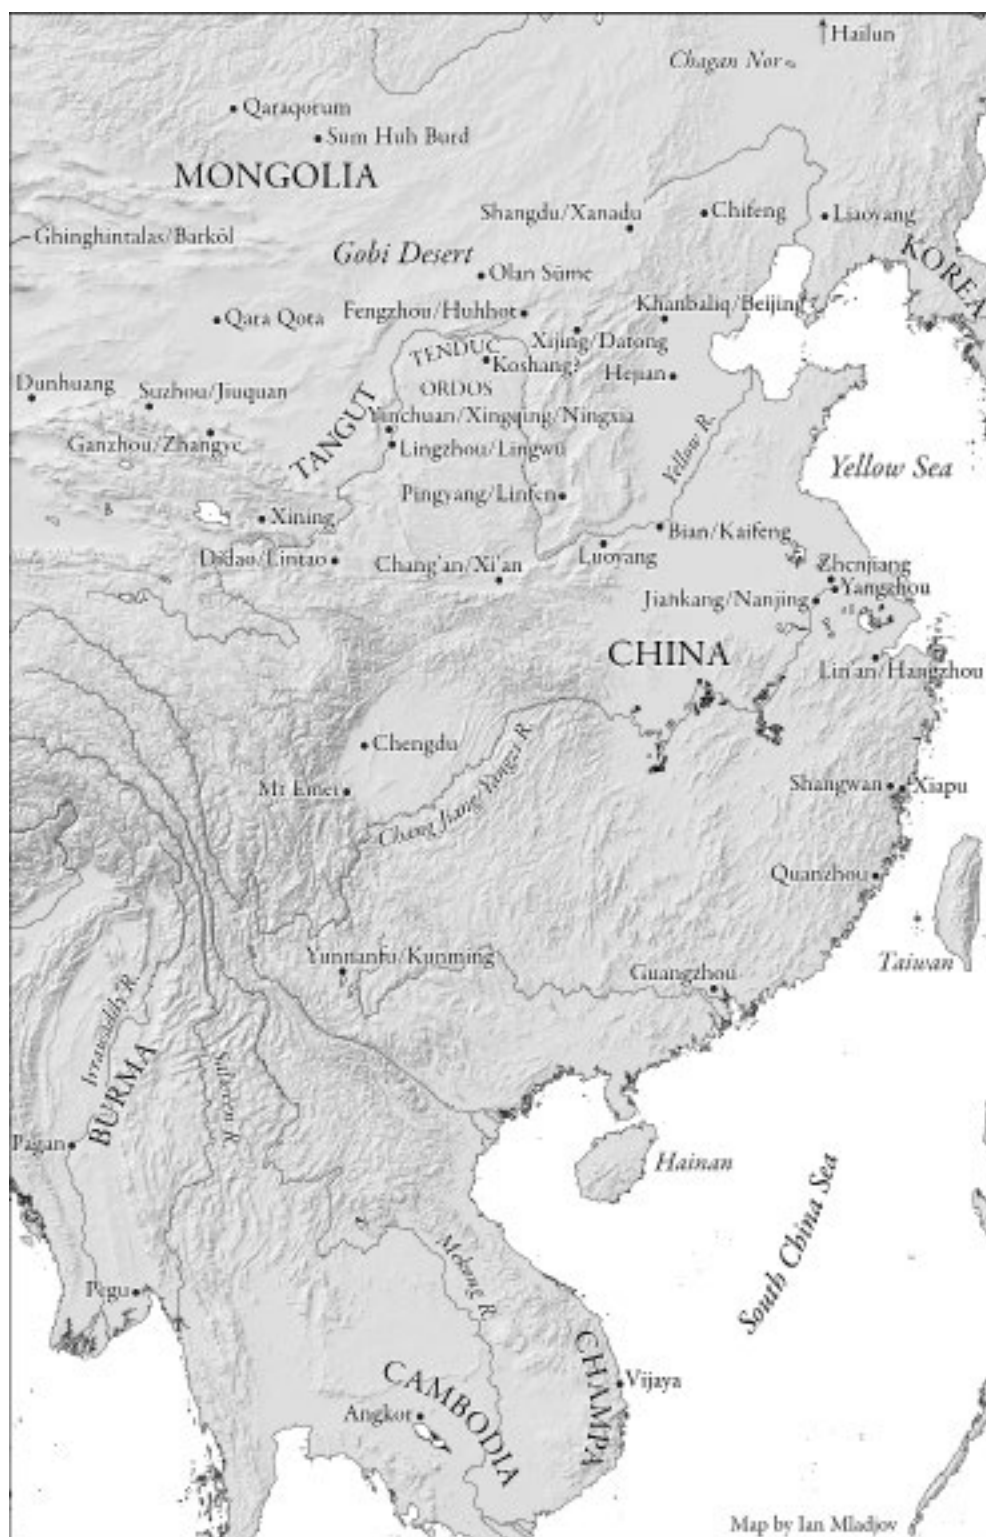 Hailun
Chagan Nor
Qaraqorum
Sum Huh Burd
MONGOLIA
Shangdu/Xanadu
Chifeng
Liaoyang
Ghinghintalas/Barköl
Gobi Desert
KOREA
Olan Süme
Qara Qota
Fengzhou/Huhhot
Khanbaliq/Beijing
Xijing/Datong
TENDUC
Koshang?
Hejian
Dunhuang
Suzhou/Jiuquan
ORDOS
TANGUT
Yinchuan/Xingqing/Ningxia
Ganzhou/Zhangye
Lingzhou/Lingwu
Yellow R.
Yellow Sea
Pingyang/Linfen
Xining
Bian/Kaifeng
Didao/Lintao
Chang'an/Xi'an
Luoyang
Zhenjiang
Yangzhou
Jiankang/Nanjing
CHINA
Lin'an/Hangzhou
Chengdu
Mt Emei
Chang Jiang/Yangzi R.
Shangwan
Xiapu
Quanzhou
Yunnanfu/Kunming
Guangzhou
Taiwan
Irrawaddy R.
BURMA
Salween R.
Pagan
Hainan
South China Sea
Mekong R.
Pegu
CHAMPA
CAMBODIA
Vijaya
Angkor
Map by Ian Mladjov